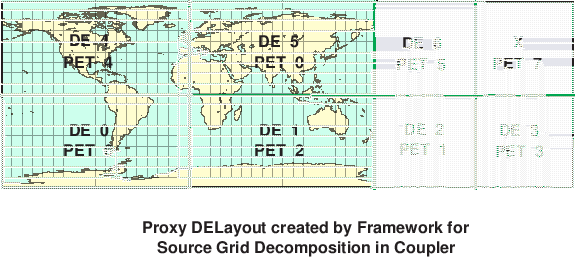 DE 4 DE 5 DE 6 X
PET 4 PET 0 PET 5 PET 7
DE 0 DE 1 DE 2 DE 3
PET PET 2 PET 1 PET 3
Proxy DELayout created by Framework for
Source Grid Decomposition in Coupler